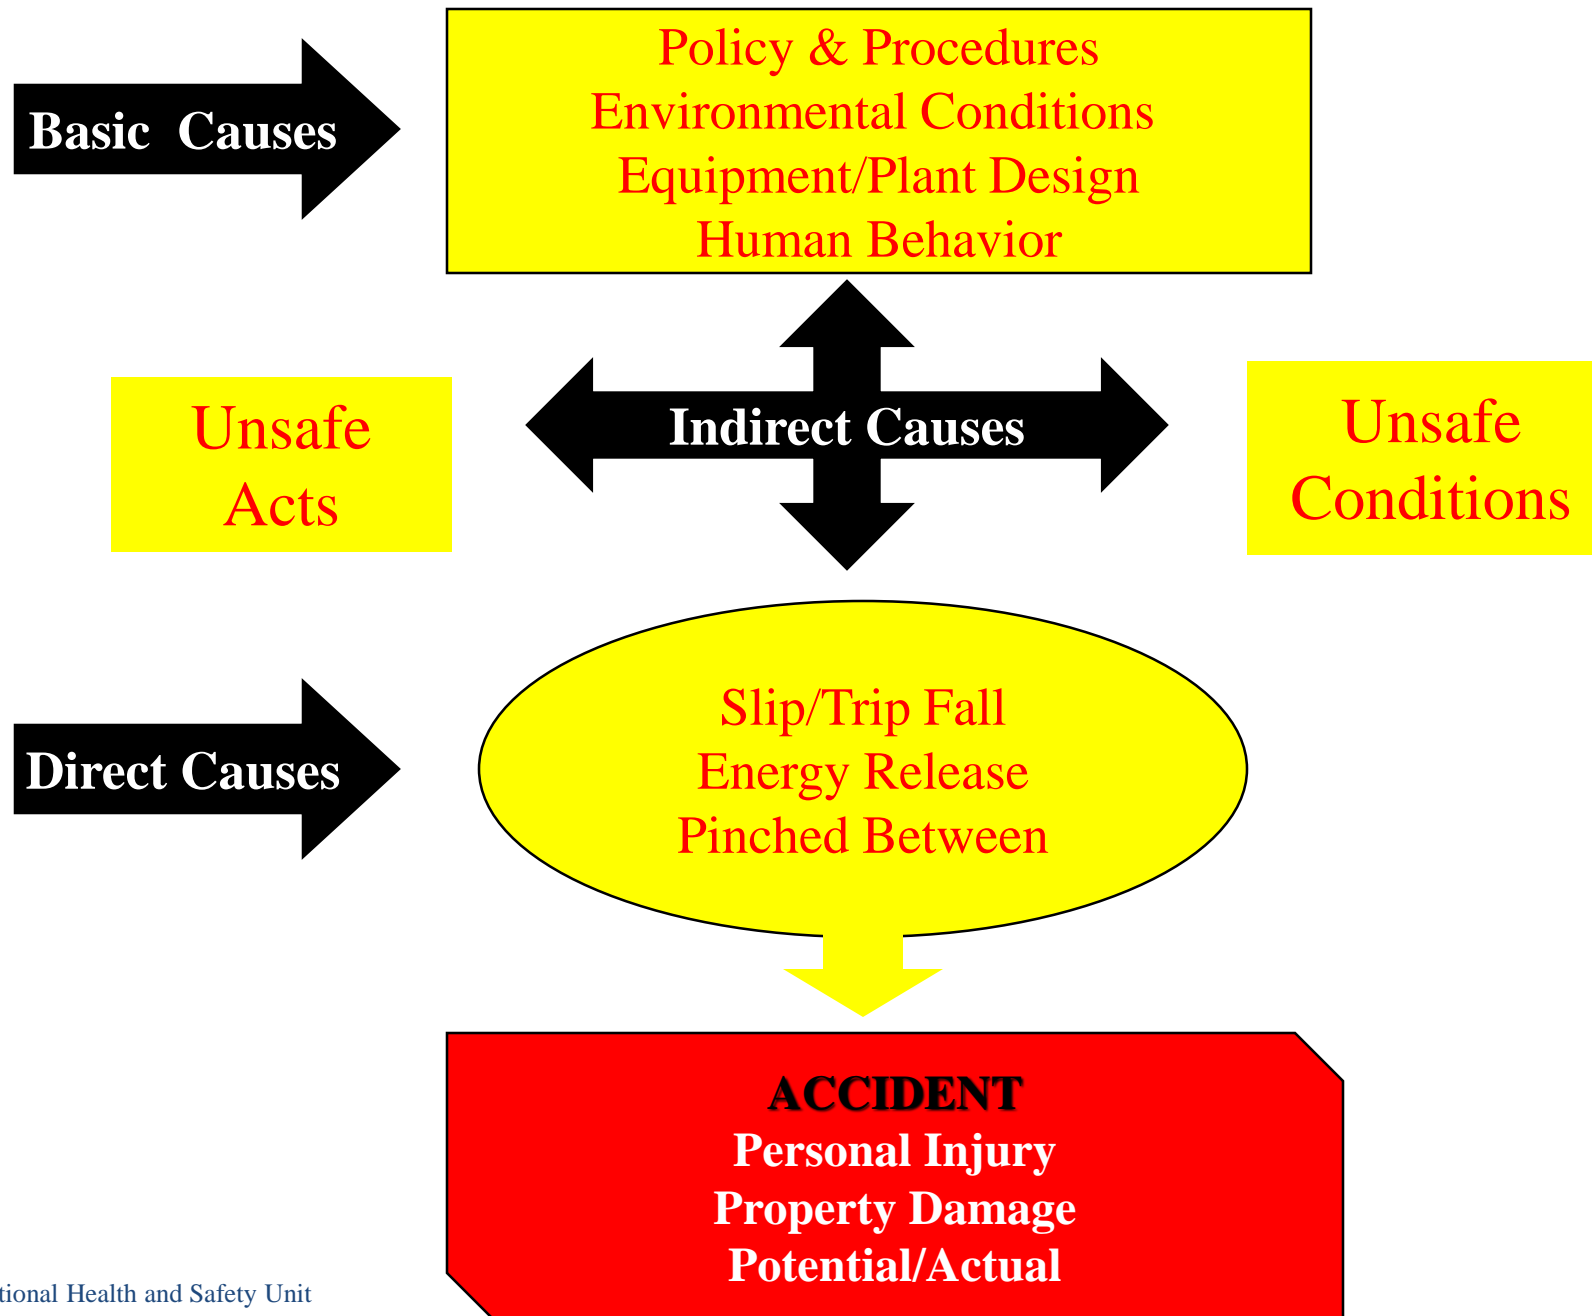 Policy & Procedures
Environmental Conditions
Equipment/Plant Design
Human Behavior
Basic Causes
Unsafe
Acts
Indirect Causes
Unsafe
Conditions
Slip/Trip Fall
Energy Release
Pinched Between
Direct Causes
ACCIDENT
Personal Injury
Property Damage
Potential/Actual
tional Health and Safety Unit